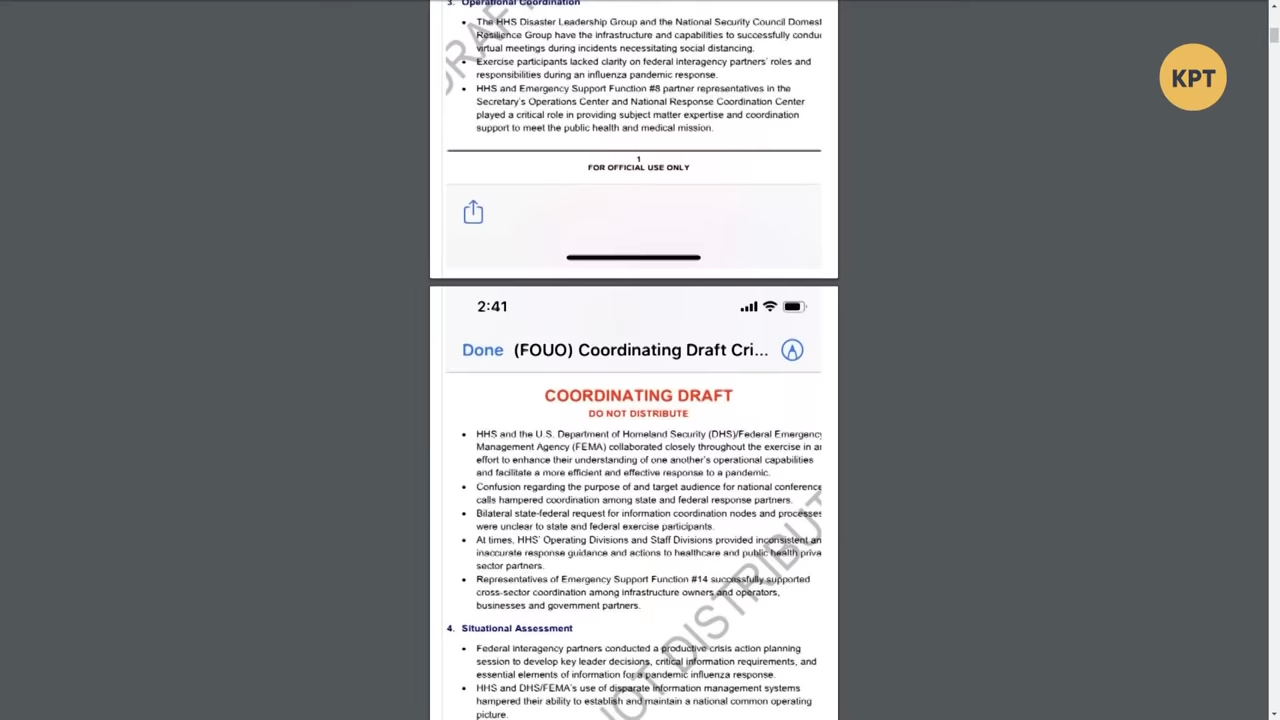 3. Operational Coordination
• The HHS Disaster Leadership Group and the National Security Council Domest
Resilience Group have the infrastructure and capabilities to successfully condu
virtual meetings during incidents necessitating social distancing.
• Exercise participants lacked clarity on federal interagency partners' roles and
responsibilities during an influenza pandemic response.
• HHS and Emergency Support Function #8 partner representatives in the
Secretary's Operations Center and National Response Coordination Center
played a critical role in providing subject matter expertise and coordination
support to meet the public health and medical mission.
1
FOR OFFICIAL USE ONLY
KPT
DRAF
2:41
Done (FOUO) Coordinating Draft Cri...
COORDINATING DRAFT
DO NOT DISTRIBUTE
• HHS and the U.S. Department of Homeland Security (DHS)/Federal Emergency
Management Agency (FEMA) collaborated closely throughout the exercise in a
effort to enhance their understanding of one another's operational capabilities
and facilitate a more efficient and effective response to a pandemic.
• Confusion regarding the purpose of and target audience for national conference
calls hampered coordination among state and federal response partners.
• Bilateral state-federal request for information coordination nodes and processes
were unclear to state and federal exercise participants.
• At times, HHS' Operating Divisions and Staff Divisions provided inconsistent an
inaccurate response guidance and actions to healthcare and public health priva
sector partners.
• Representatives of Emergency Support Function #14 successfully supported
cross-sector coordination among infrastructure owners and operators,
businesses and government partners.
4. Situational Assessment
• Federal interagency partners conducted a productive crisis action planning
session to develop key leader decisions, critical information requirements, and
essential elements of information for a pandemic influenza response.
• HHS and DHS/FEMA's use of disparate information management systems
hampered their ability to establish and maintain a national common operating
picture.
NOT DISTRIBUT